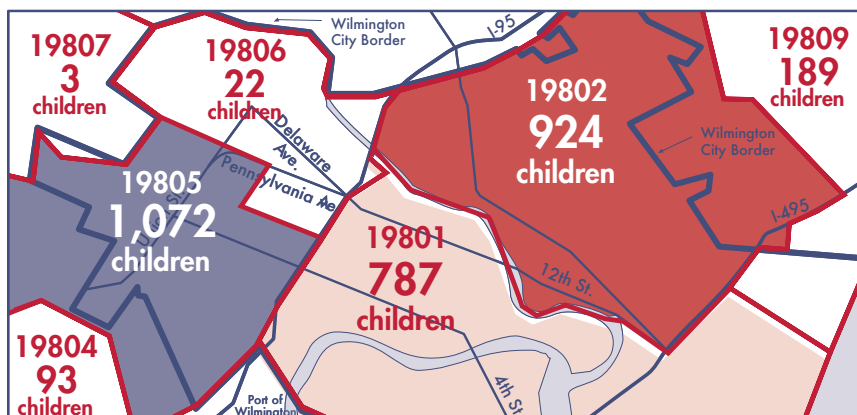 19807
3
children
19806
22
children
Wilmington
City Border
I-95
19809
189
children
19802
924
children
Wilmington
City Border
I-495
Delaware
Ave.
Pennsylvania Ave
19805
1,072
children
Union St.
19801
787
children
12th St.
4th St.
19804
93
children
Port of
Wilmington